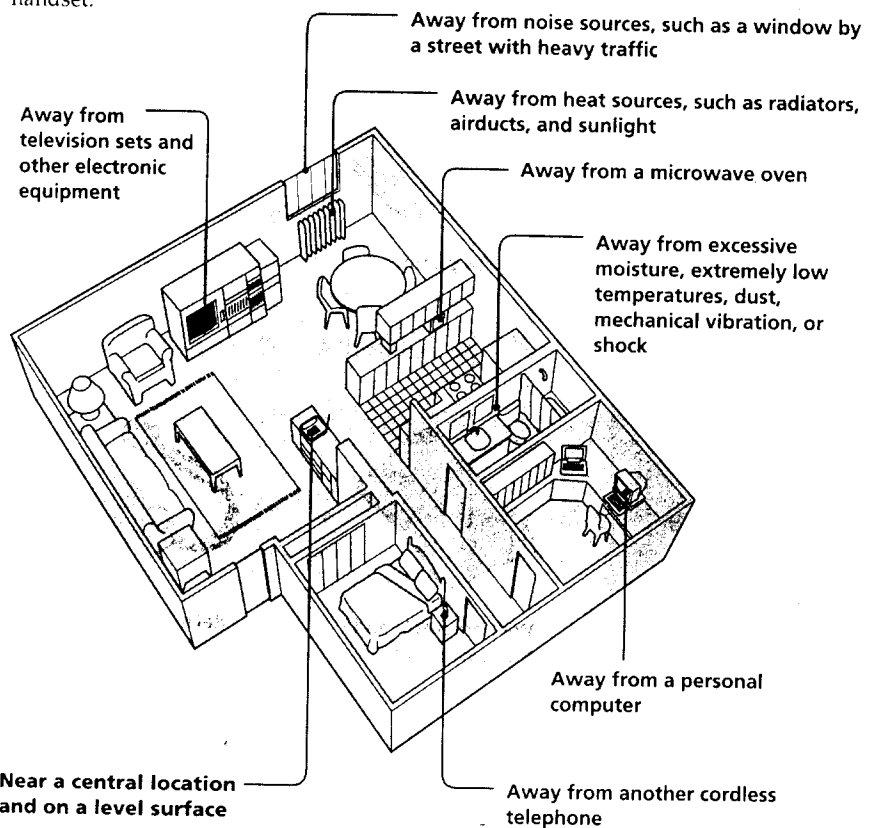 handset.
Away from noise sources, such as a window by
a street with heavy traffic
Away from heat sources, such as radiators,
airducts, and sunlight
Away from
television sets and
other electronic
equipment
Away from a microwave oven
Away from excessive
moisture, extremely low
temperatures, dust,
mechanical vibration, or
shock
Away from a personal
computer
Near a central location
and on a level surface
Away from another cordless
telephone